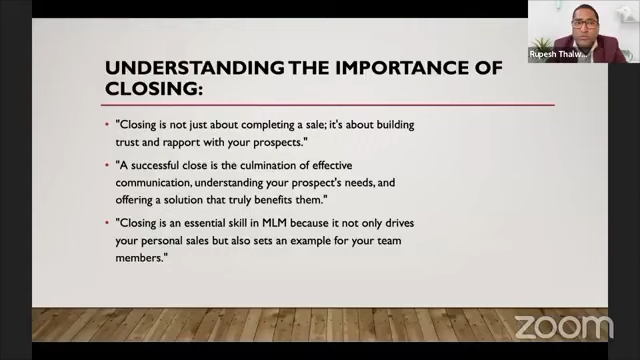 Rupesh Thalw...
UNDERSTANDING THE IMPORTANCE OF
CLOSING:
• "Closing is not just about completing a sale; it's about building
trust and rapport with your prospects."
• "A successful close is the culmination of effective
communication, understanding your prospect's needs, and
offering a solution that truly benefits them."
• "Closing is an essential skill in MLM because it not only drives
your personal sales but also sets an example for your team
members."
zoom